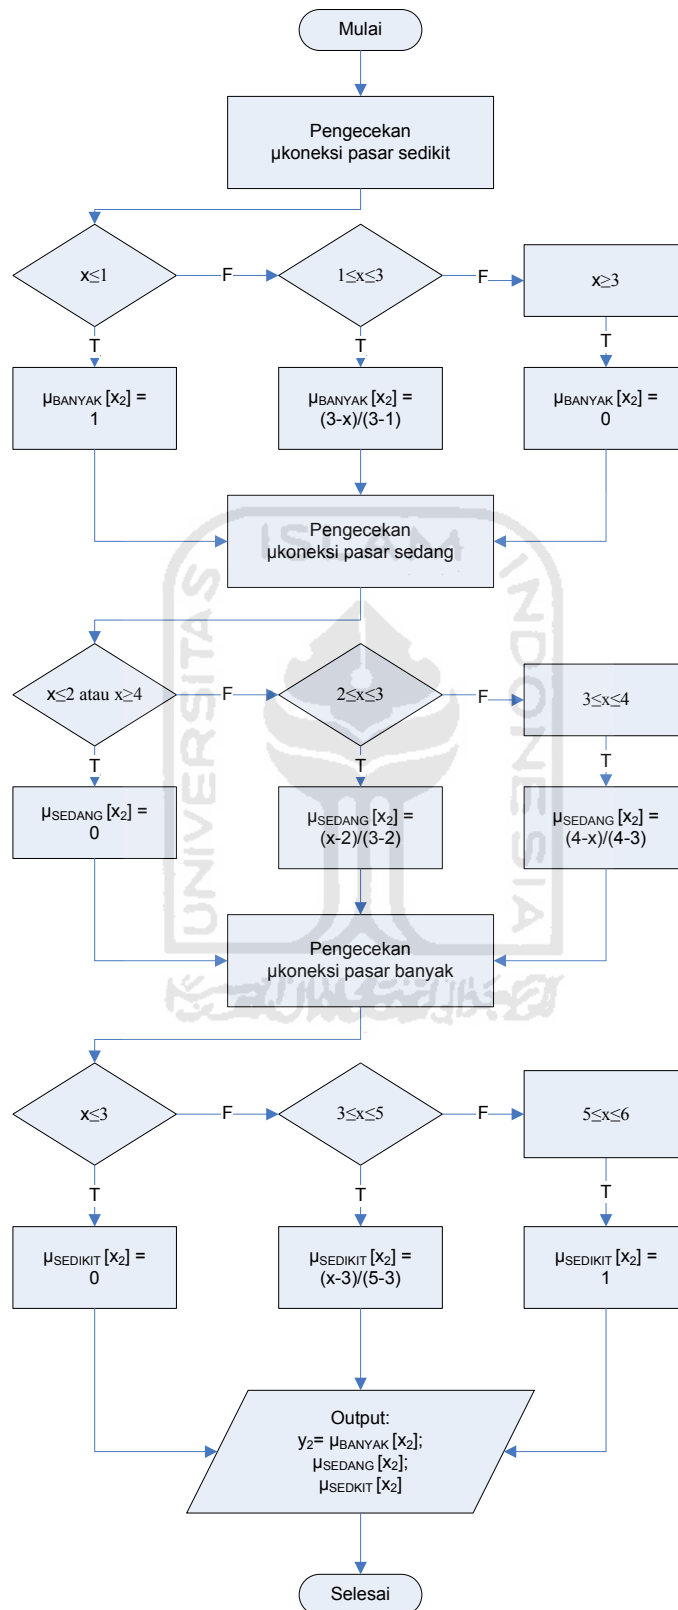 Mulai
Pengecekan
µkoneksi pasar sedikit
x≤1
F
1≤x≤3
F
x≥3
T
T
T
µBANYAK [x2] =
1
µBANYAK [x2] =
(3-x)/(3-1)
µBANYAK [x2] =
0
Pengecekan
µkoneksi pasar sedang
x≤2 atau x≥4
F
2≤x≤3
F
3≤x≤4
T
T
T
µSEDANG [x2] =
0
µSEDANG [x2] =
(x-2)/(3-2)
µSEDANG [x2] =
(4-x)/(4-3)
Pengecekan
µkoneksi pasar banyak
x≤3
F
3≤x≤5
F
5≤x≤6
T
T
T
µSEDIKIT [x2] =
0
µSEDIKIT [x2] =
(x-3)/(5-3)
µSEDIKIT [x2] =
1
Output:
y2= µBANYAK [x2];
µSEDANG [x2];
µSEDKIT [x2]
Selesai
UNIVERSITAS
ISLAM
INDONESIA